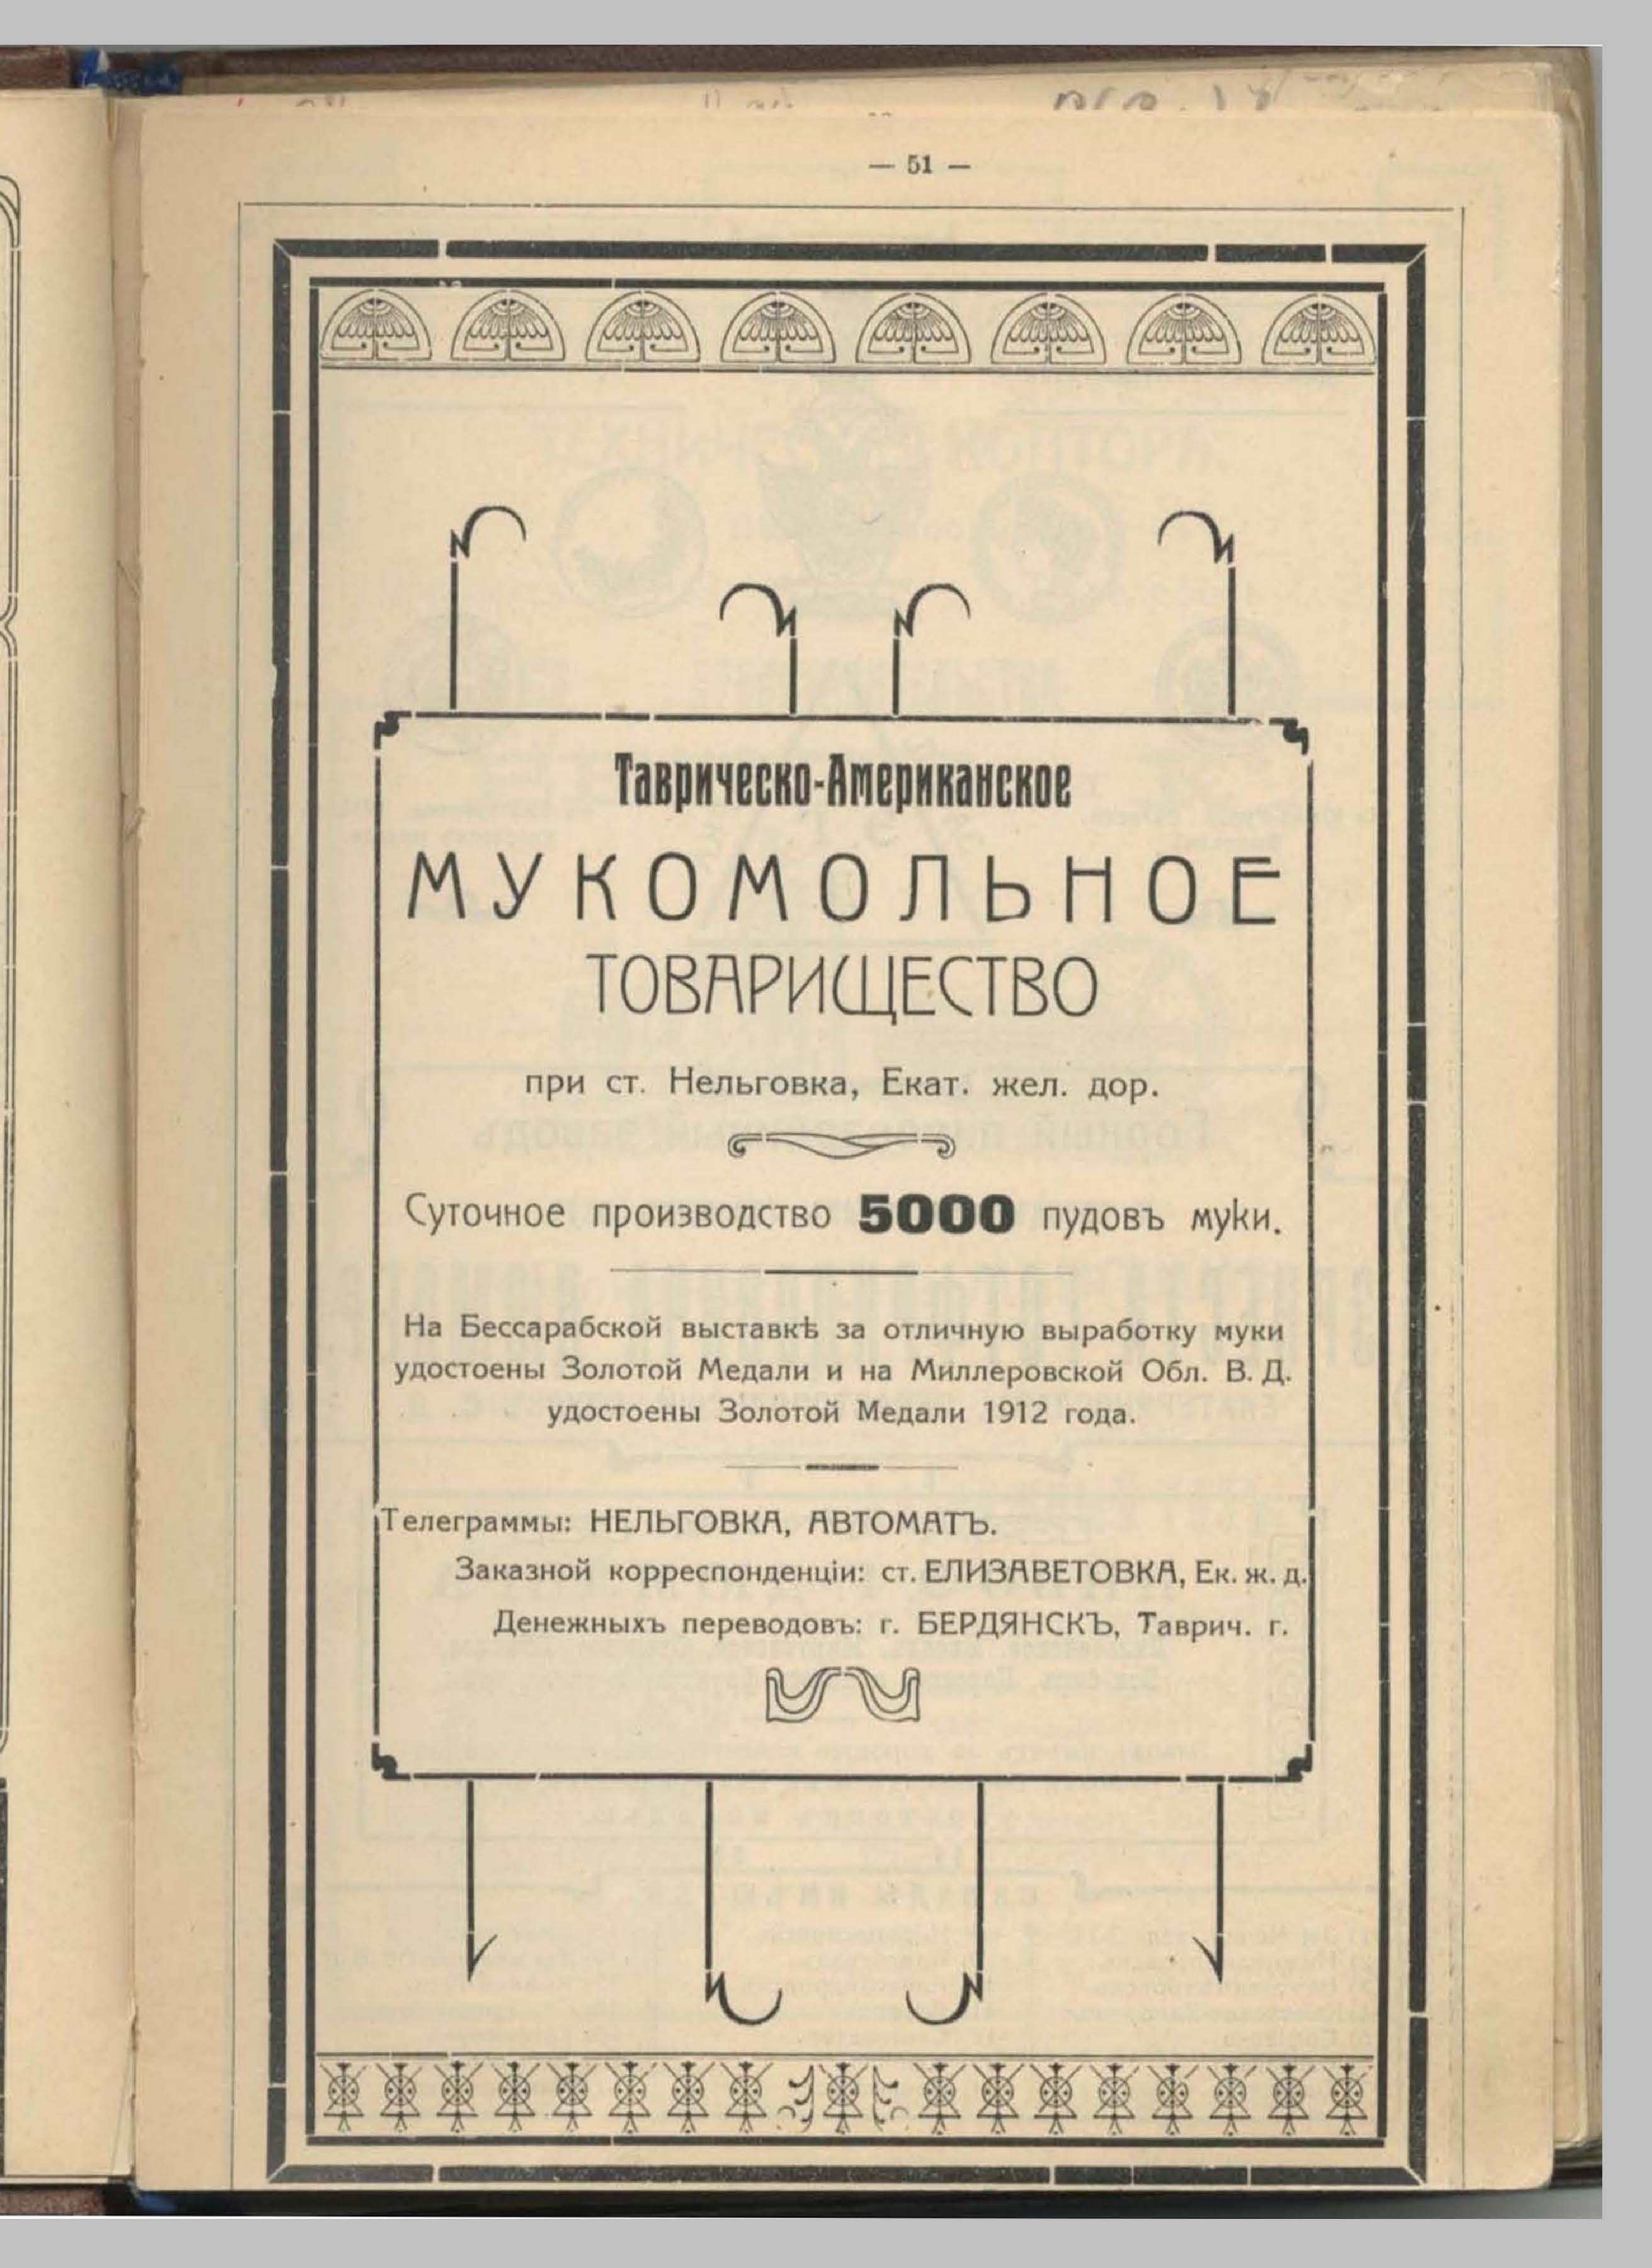 — 51 —
Таврическо-Американское
МУКОМОЛЬНОЕ
ТОВАРИЩЕСТВО
при ст. Нельговка, Екат. жел. дор.
Суточное производство 5000 пудовъ муки.
На Бессарабской выставкѣ за отличную выработку муки
удостоены Золотой Медали и на Миллеровской Обл. В. Д.
удостоены Золотой Медали 1912 года.
Телеграммы: НЕЛЬГОВКА, АВТОМАТЪ.
Заказной корреспонденціи: ст. ЕЛИЗАВЕТОВКА, Ек. ж. д.
Денежныхъ переводовъ: г. БЕРДЯНСКЪ, Таврич. г.